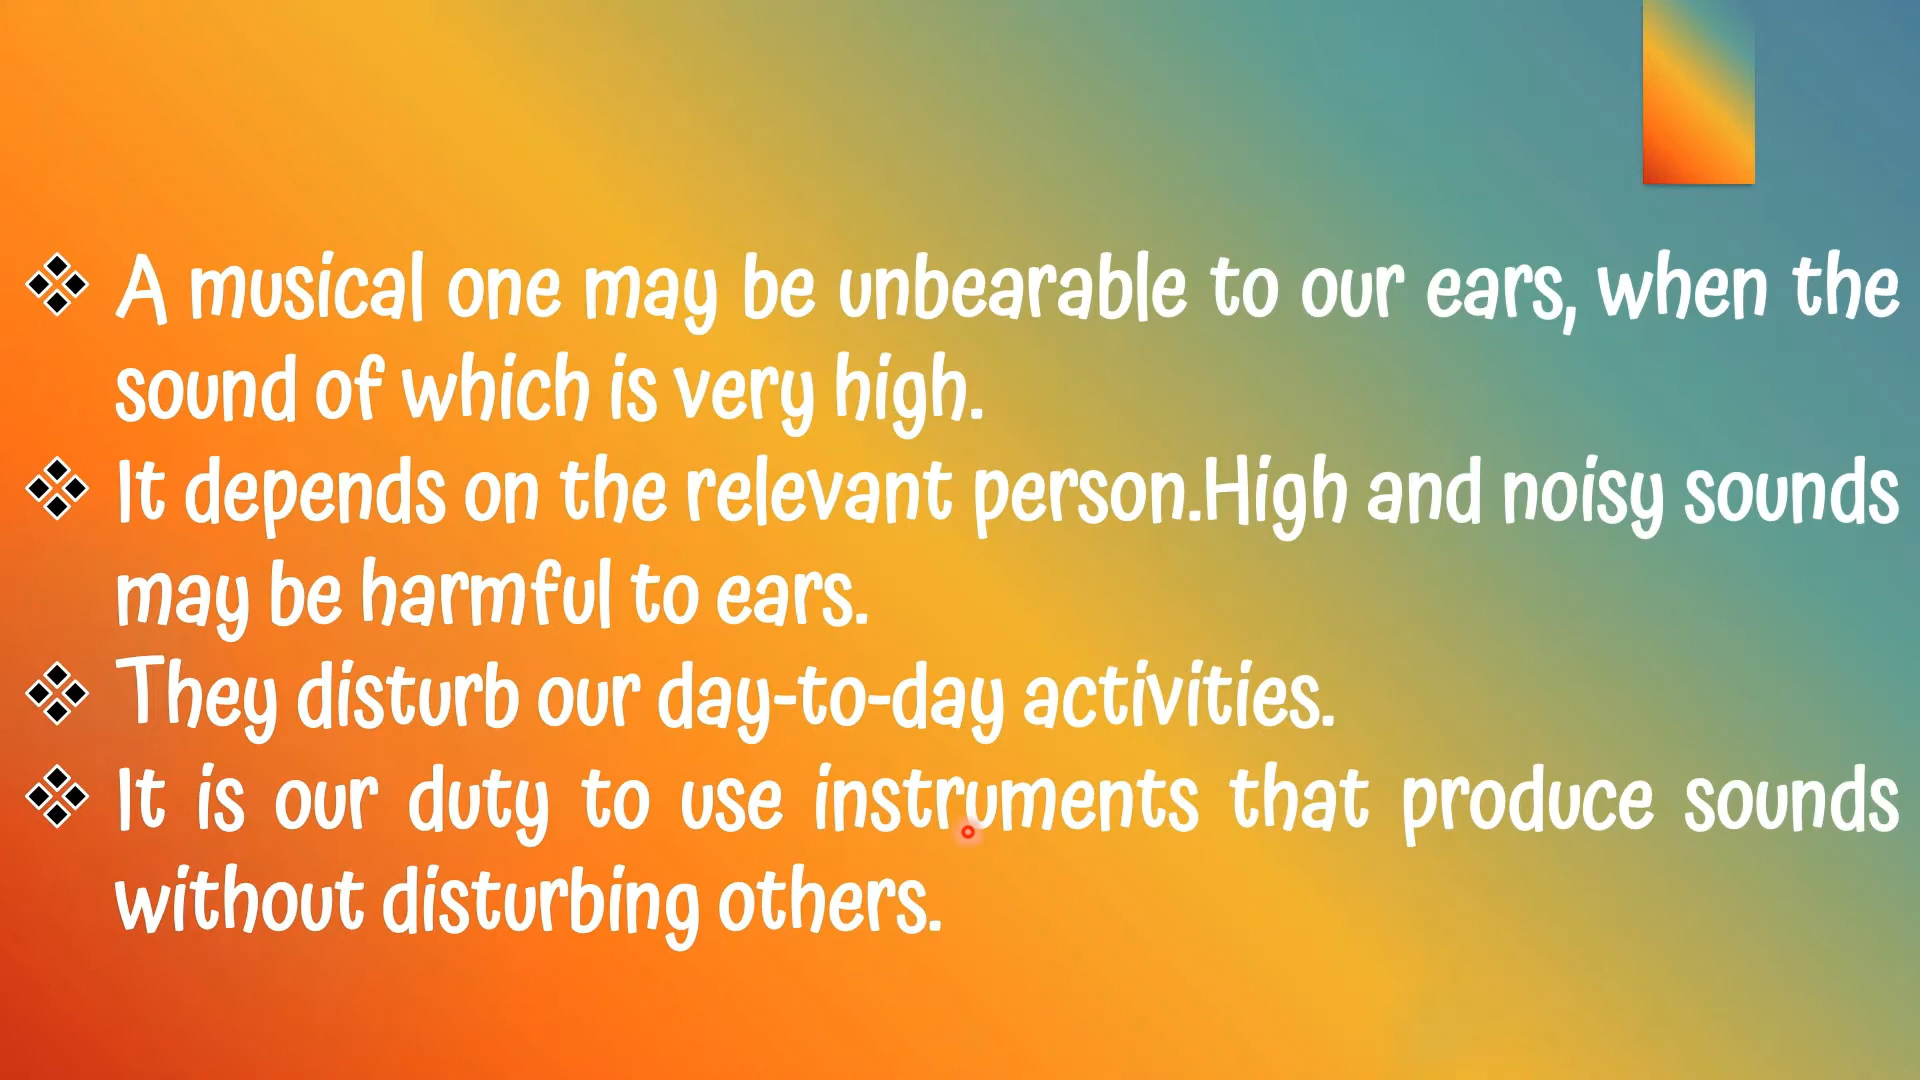 A musical one may be unbearable to our ears, when the
sound of which is very high.
It depends on the relevant person.High and noisy sounds
may be harmful to ears.
They disturb our day-to-day activities.
It is our duty to use instruments that produce sounds
without disturbing others.